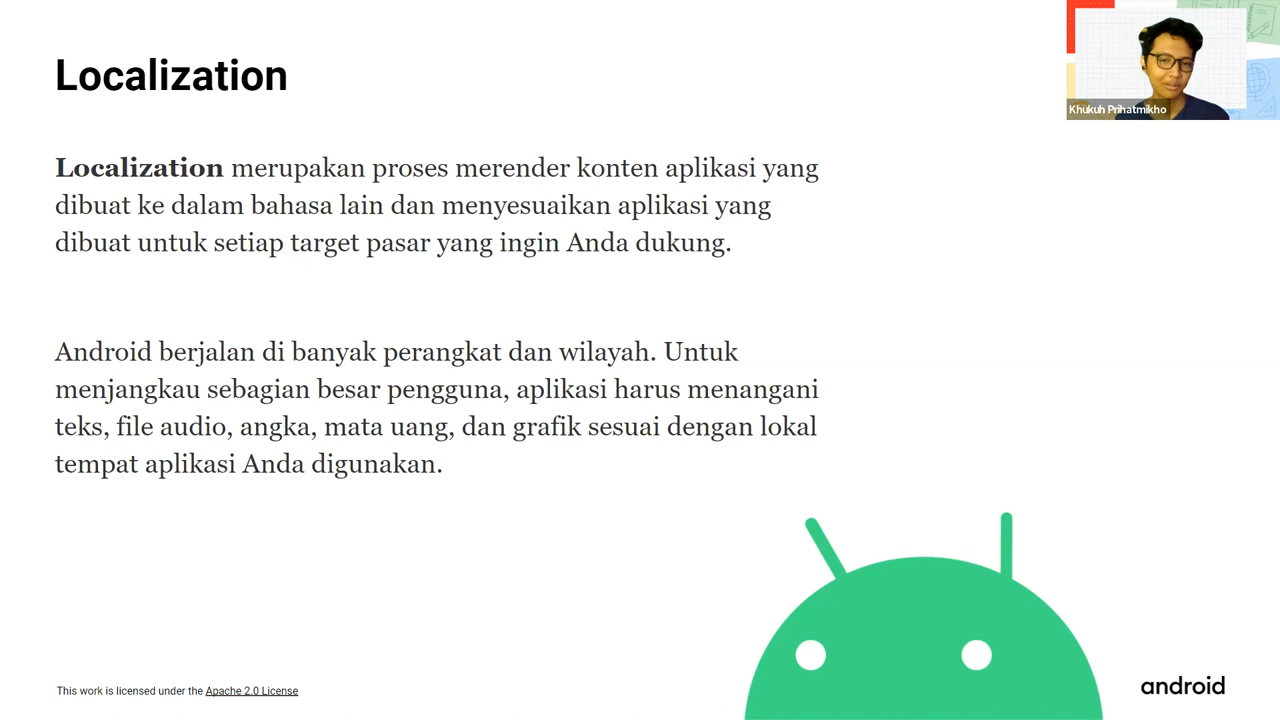 Localization
Khukuh Prihatmikho
Localization merupakan proses merender konten aplikasi yang
dibuat ke dalam bahasa lain dan menyesuaikan aplikasi yang
dibuat untuk setiap target pasar yang ingin Anda dukung.
Android berjalan di banyak perangkat dan wilayah. Untuk
menjangkau sebagian besar pengguna, aplikasi harus menangani
teks, file audio, angka, mata uang, dan grafik sesuai dengan lokal
tempat aplikasi Anda digunakan.
This work is licensed under the Apache 2.0 License
android